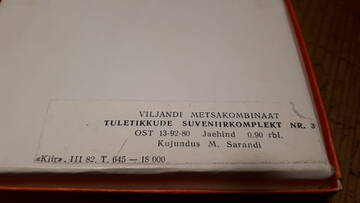 VILJANDI METSAKOMBINAAT
TULETIKKUDE SUVENIIRKOMPLEKT NR. 3
OST 13-92-80 Jaehind 0.90 rbl.
Kujundus M. Sarandi
«Kiir». III 82. T. 645 — 18 000